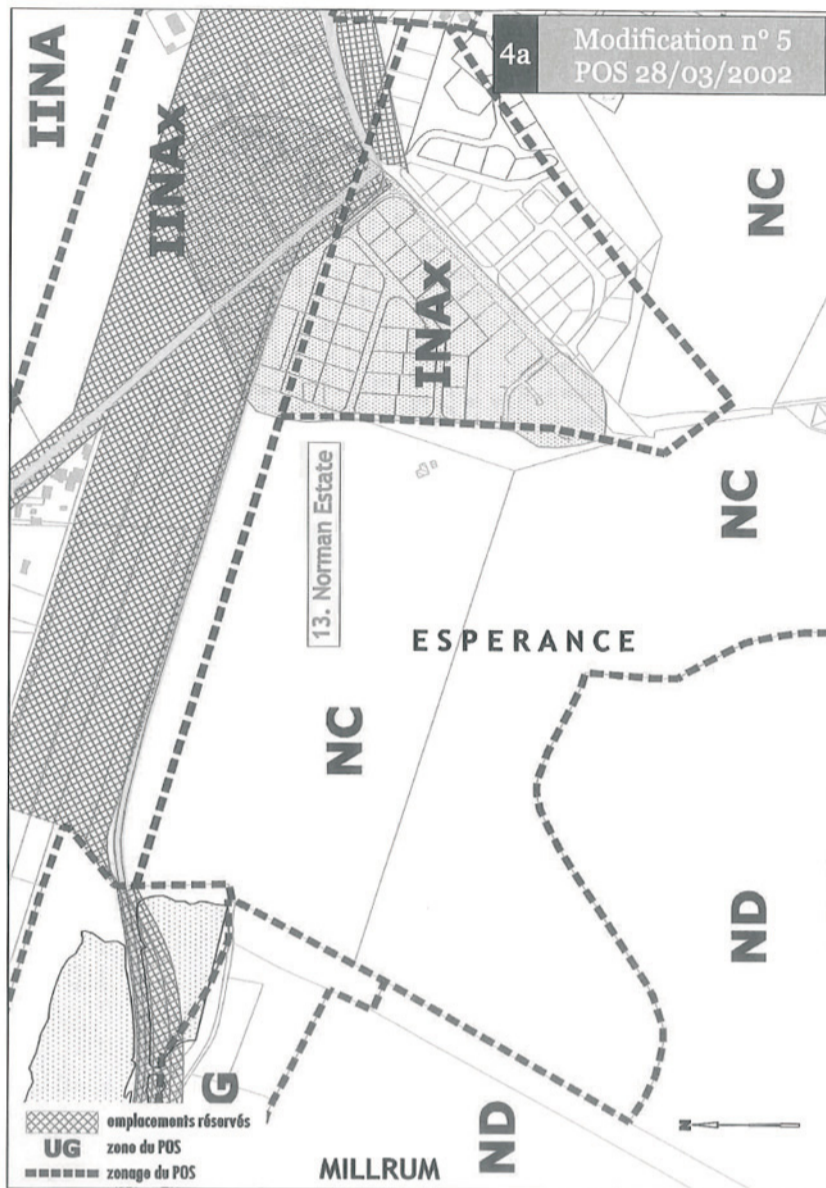 4a
Modification nº 5
POS 28/03/2002
IINA
IINAx
NC
INAx
NC
13. Norman Estate
ESPERANCE
NC
ND
G
ND
emplacements réservés
UG zone du POS
zonage du POS
MILLRUM
N